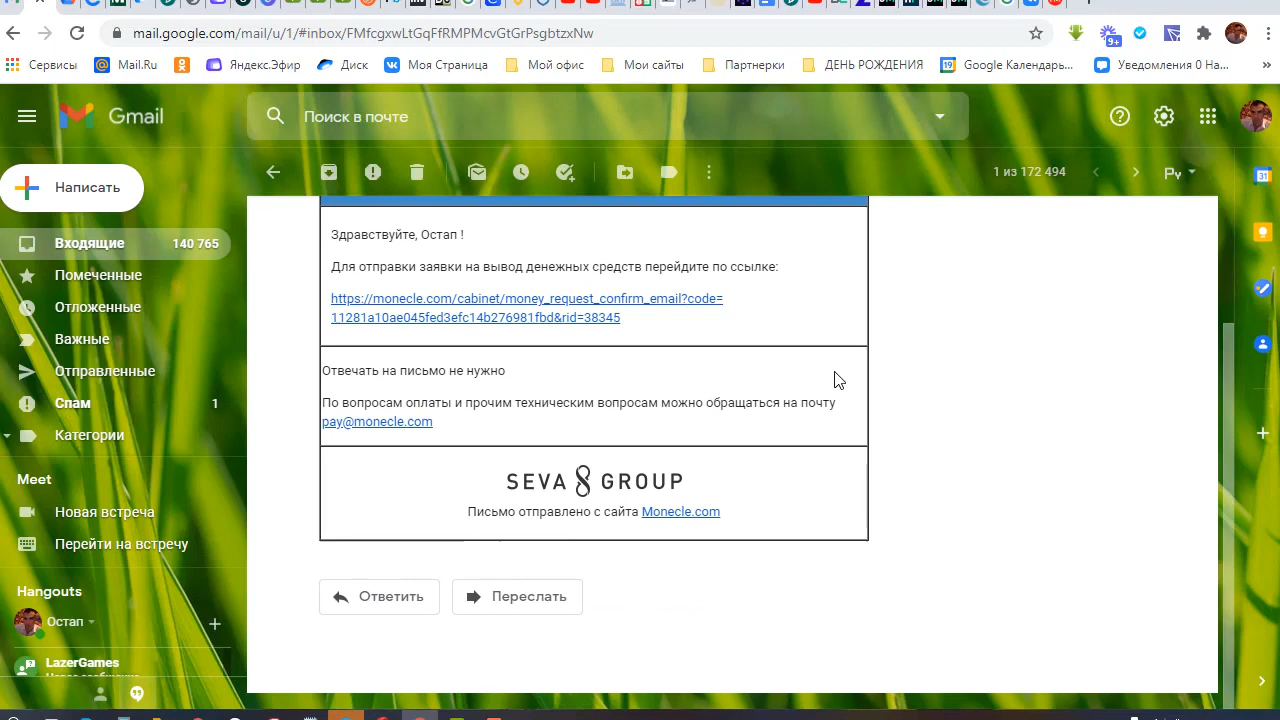 mail.google.com/mail/u/1/#inbox/FMfcgxwLtGqFfRMPMcvGtGrPSgbtzxNw
9+
Сервисы
Mail.Ru
Яндекс.Эфир
Диск
Моя Страница
Мой офис
Мои сайты
Партнерки
ДЕНЬ РОЖДЕНИЯ
19
Google Календарь...
Уведомления 0 На...
»
Gmail
Поиск в почте
Написать
1 из 172 494
Ру
31
Входящие 140 765
Помеченные
Отложенные
Важные
Отправленные
Спам 1
Категории
Meet
Новая встреча
Перейти на встречу
Hangouts
Остап
LazerGames
Здравствуйте, Остап !
Для отправки заявки на вывод денежных средств перейдите по ссылке:
https://monecle.com/cabinet/money_request_confirm_email?code=
11281a10ae045fed3efc14b276981fbd&rid=38345
Отвечать на письмо не нужно
По вопросам оплаты и прочим техническим вопросам можно обращаться на почту
pay@monecle.com
SEVA GROUP
Письмо отправлено с сайта Monecle.com
Ответить
Переслать